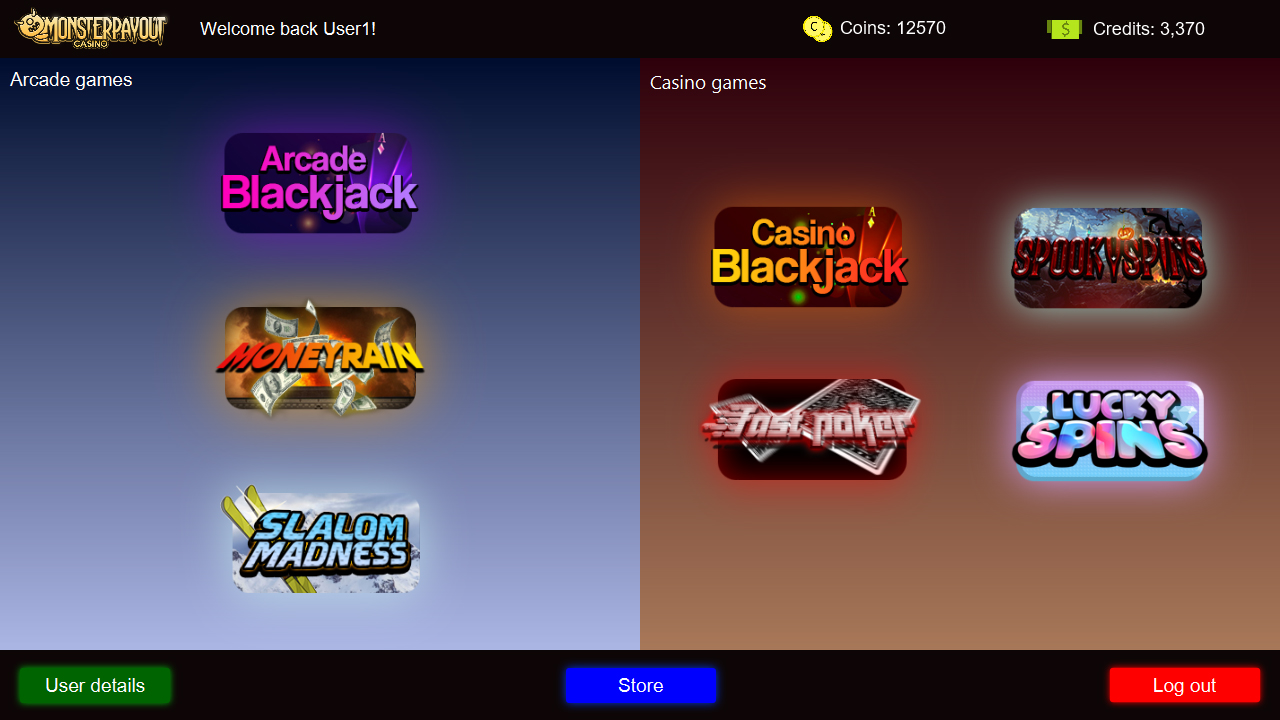 MONSTERPAYOUT
CASINO
Welcome back User1!
Coins: 12570
$
Credits: 3,370
Arcade games
Casino games
Arcade
Blackjack
A
MONEYRAIN
SLALOM
MADNESS
Casino
Blackjack
A
SPOOKYSPINS
Fast poker
LUCKY
SPINS
User details
Store
Log out